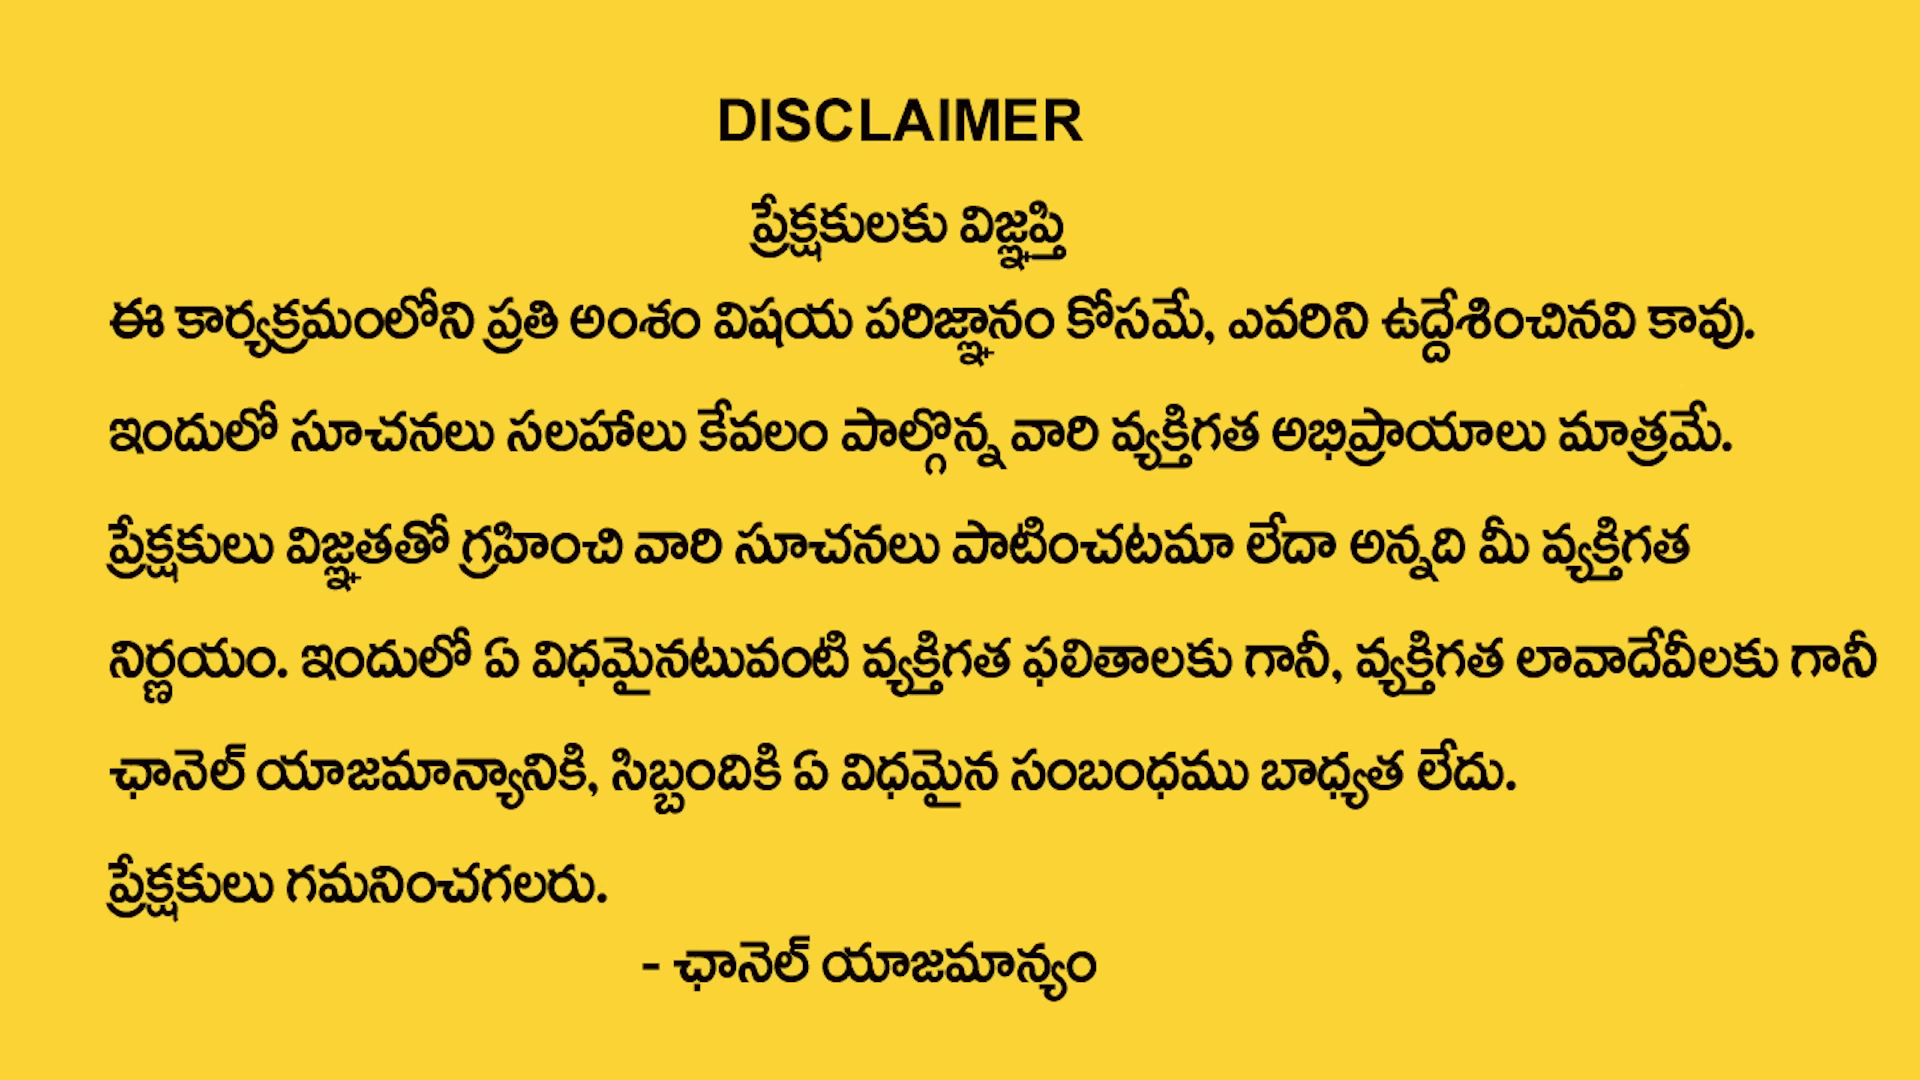 DISCLAIMER
ప్రేక్షకులకు విజ్ఞప్తి
ఈ కార్యక్రమంలోని ప్రతి అంశం విషయ పరిజ్ఞానం కోసమే, ఎవరిని ఉద్దేశించినవి కావు.
ఇందులో సూచనలు సలహాలు కేవలం పాల్గొన్న వారి వ్యక్తిగత అభిప్రాయాలు మాత్రమే.
ప్రేక్షకులు విజ్ఞతతో గ్రహించి వారి సూచనలు పాటించటమా లేదా అన్నది మీ వ్యక్తిగత
నిర్ణయం. ఇందులో ఏ విధమైనటువంటి వ్యక్తిగత ఫలితాలకు గానీ, వ్యక్తిగత లావాదేవీలకు గానీ
ఛానెల్ యాజమాన్యానికి, సిబ్బందికి ఏ విధమైన సంబంధము బాధ్యత లేదు.
ప్రేక్షకులు గమనించగలరు.
- ఛానెల్ యాజమాన్యం